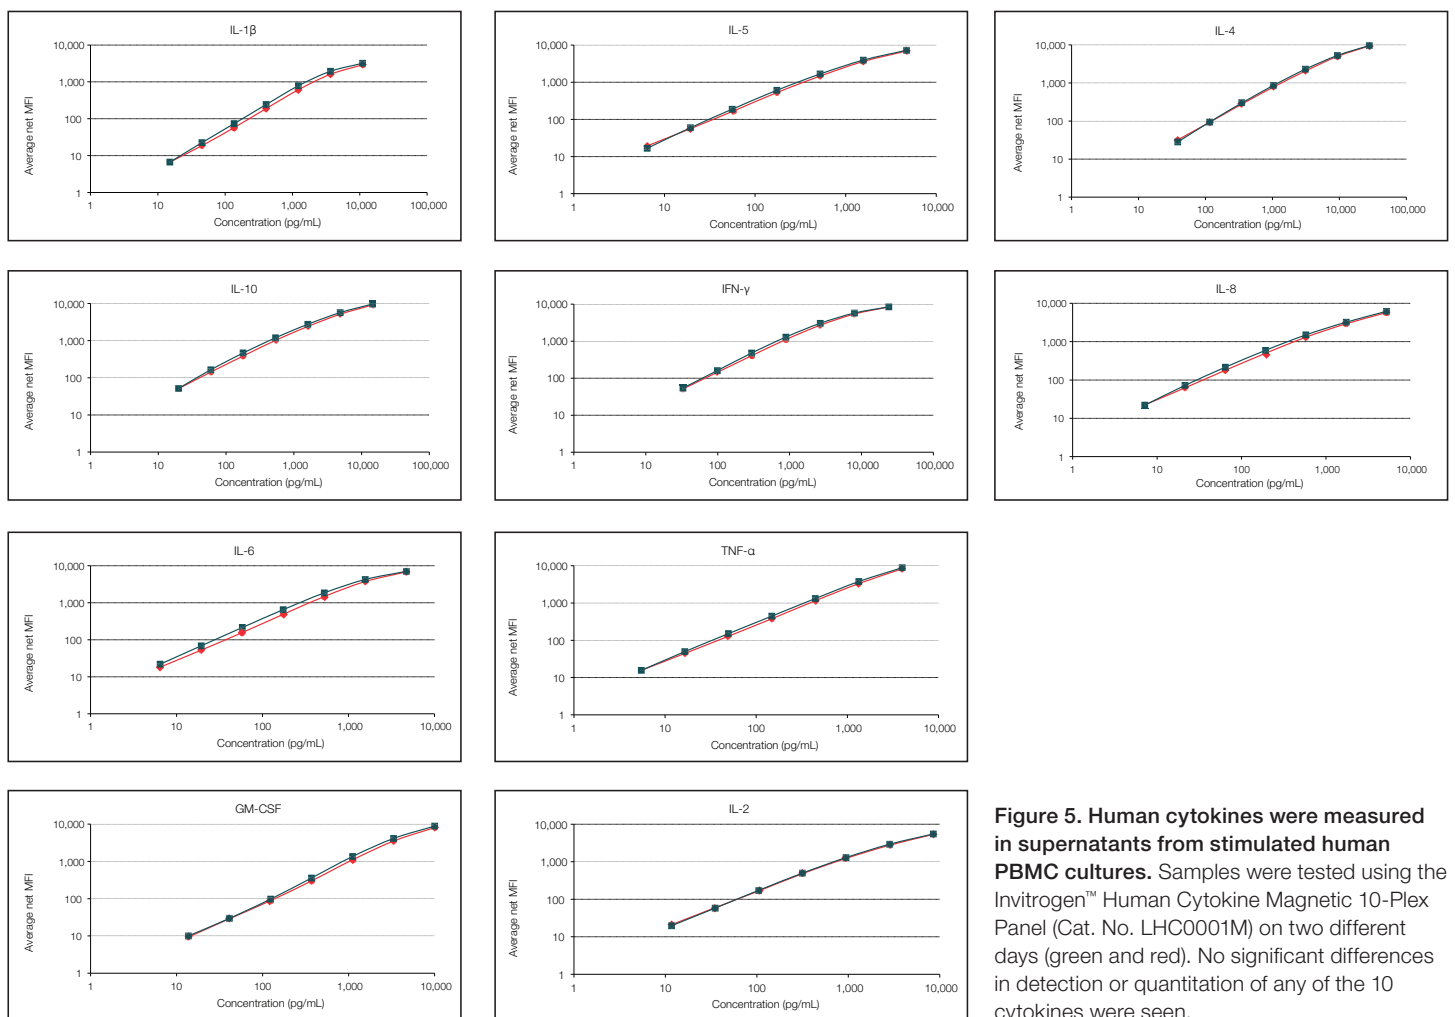 IL-1β
10,000
1,000
100
10
1
Average net MFI
1 10 100 1,000 10,000 100,000
Concentration (pg/mL)
IL-5
10,000
1,000
100
10
1
Average net MFI
1 10 100 1,000 10,000
Concentration (pg/mL)
IL-4
10,000
1,000
100
10
1
Average net MFI
1 10 100 1,000 10,000 100,000
Concentration (pg/mL)
IL-10
10,000
1,000
100
10
1
Average net MFI
1 10 100 1,000 10,000 100,000
Concentration (pg/mL)
IFN-γ
10,000
1,000
100
10
1
Average net MFI
1 10 100 1,000 10,000 100,000
Concentration (pg/mL)
IL-8
10,000
1,000
100
10
1
Average net MFI
1 10 100 1,000 10,000
Concentration (pg/mL)
IL-6
10,000
1,000
100
10
1
Average net MFI
1 10 100 1,000 10,000
Concentration (pg/mL)
TNF-α
10,000
1,000
100
10
1
Average net MFI
1 10 100 1,000 10,000
Concentration (pg/mL)
GM-CSF
10,000
1,000
100
10
1
Average net MFI
1 10 100 1,000 10,000
Concentration (pg/mL)
IL-2
10,000
1,000
100
10
1
Average net MFI
1 10 100 1,000 10,000
Concentration (pg/mL)
Figure 5. Human cytokines were measured
in supernatants from stimulated human
PBMC cultures. Samples were tested using the
Invitrogen™ Human Cytokine Magnetic 10-Plex
Panel (Cat. No. LHC0001M) on two different
days (green and red). No significant differences
in detection or quantitation of any of the 10
cytokines were seen.